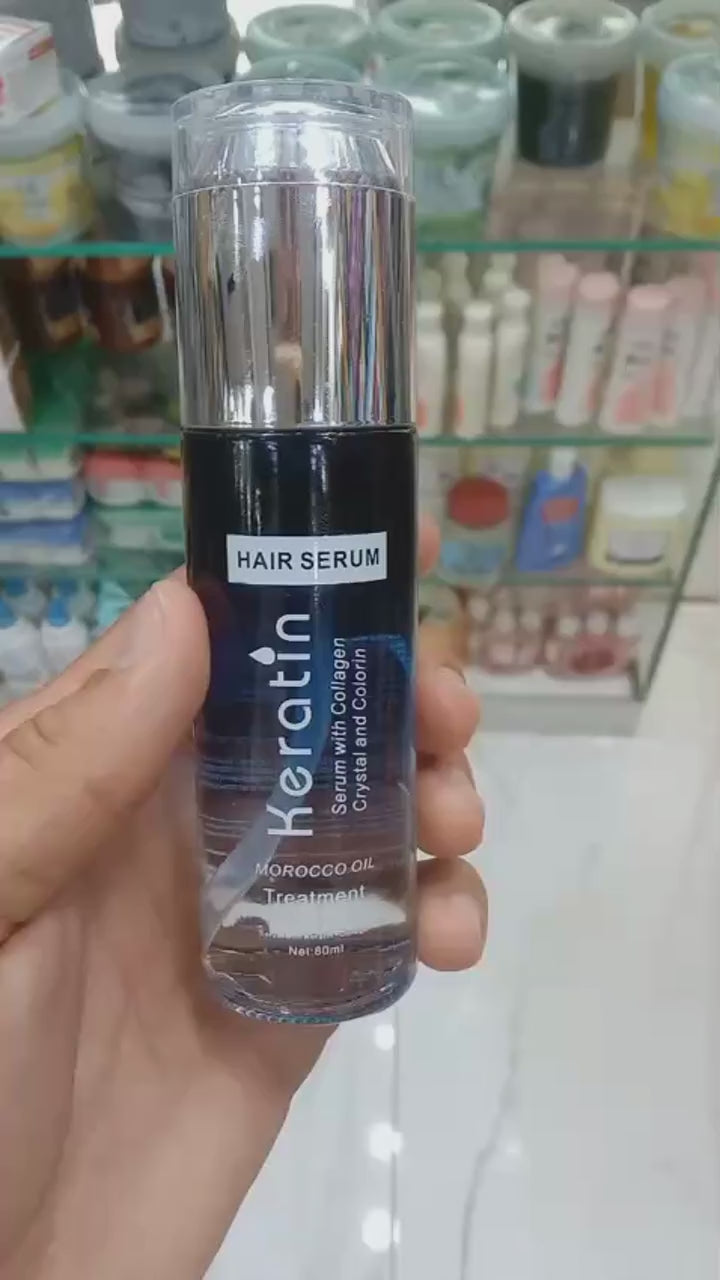 HAIR SERUM
Keratin
Serum with Collagen
Crystal and Colorin
MOROCCO OIL
Treatment
Net:80ml